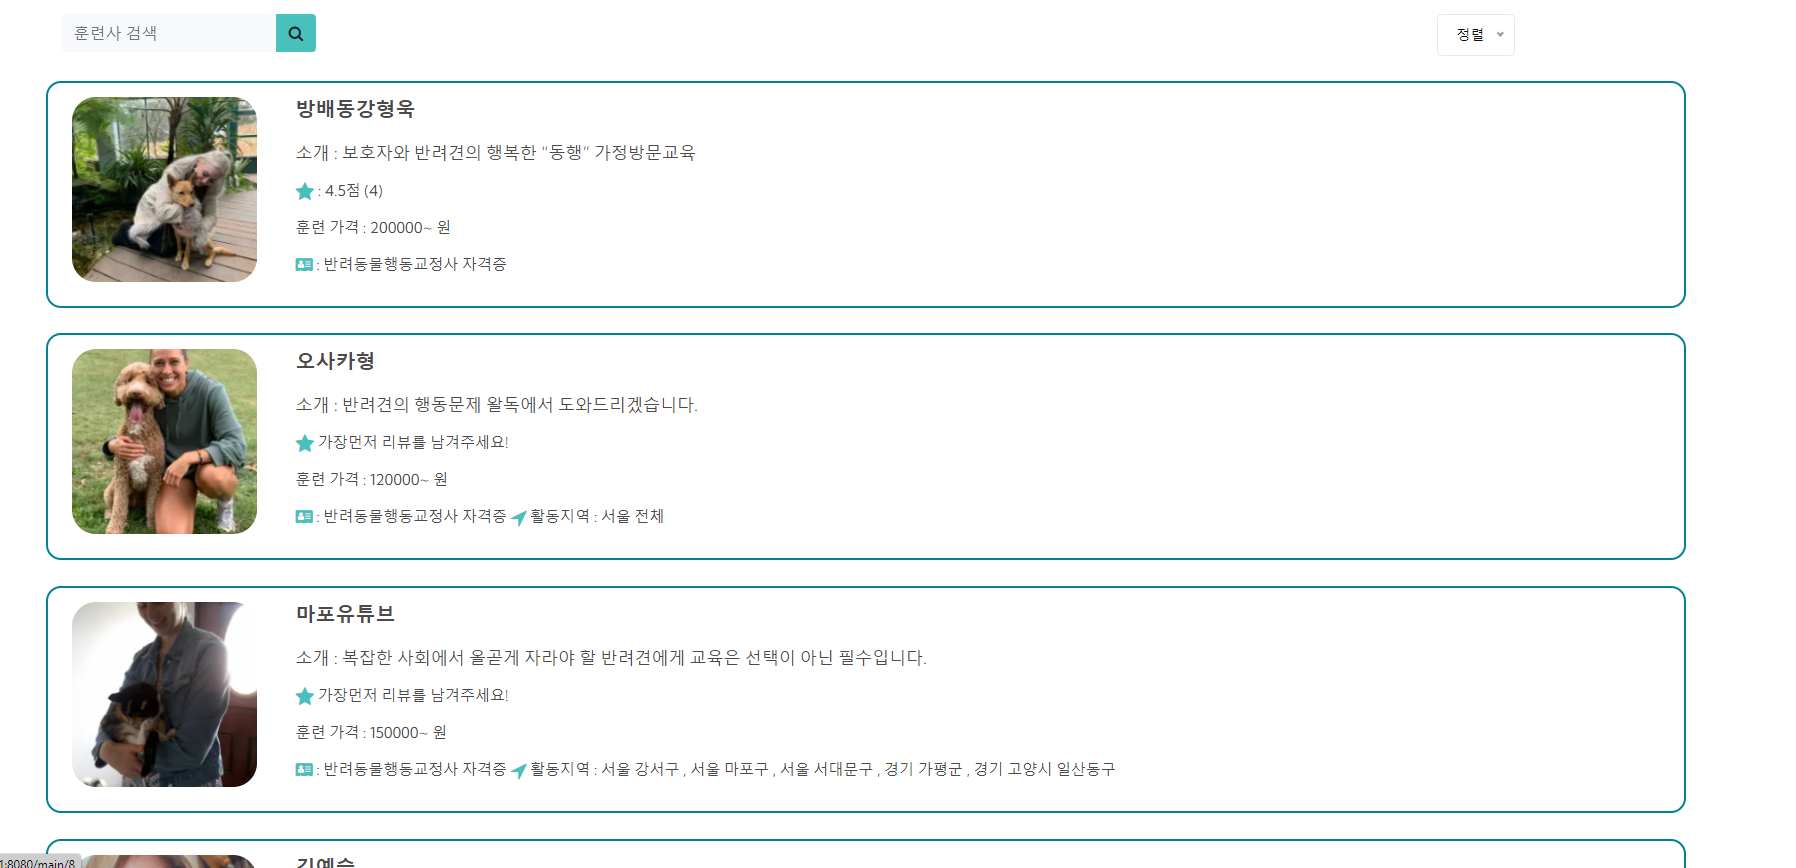 훈련사 검색
정렬
방배동강형욱
소개 : 보호자와 반려견의 행복한 “동행” 가정방문교육
: 4.5점 (4)
훈련 가격 : 200000~ 원
: 반려동물행동교정사 자격증
오사카형
소개 : 반려견의 행동문제 왈독에서 도와드리겠습니다.
가장먼저 리뷰를 남겨주세요!
훈련 가격 : 120000~ 원
: 반려동물행동교정사 자격증 활동지역 : 서울 전체
마포유튜브
소개 : 복잡한 사회에서 올곧게 자라야 할 반려견에게 교육은 선택이 아닌 필수입니다.
가장먼저 리뷰를 남겨주세요!
훈련 가격 : 150000~ 원
: 반려동물행동교정사 자격증 활동지역 : 서울 강서구 , 서울 마포구 , 서울 서대문구 , 경기 가평군 , 경기 고양시 일산동구
1:8080/main/8